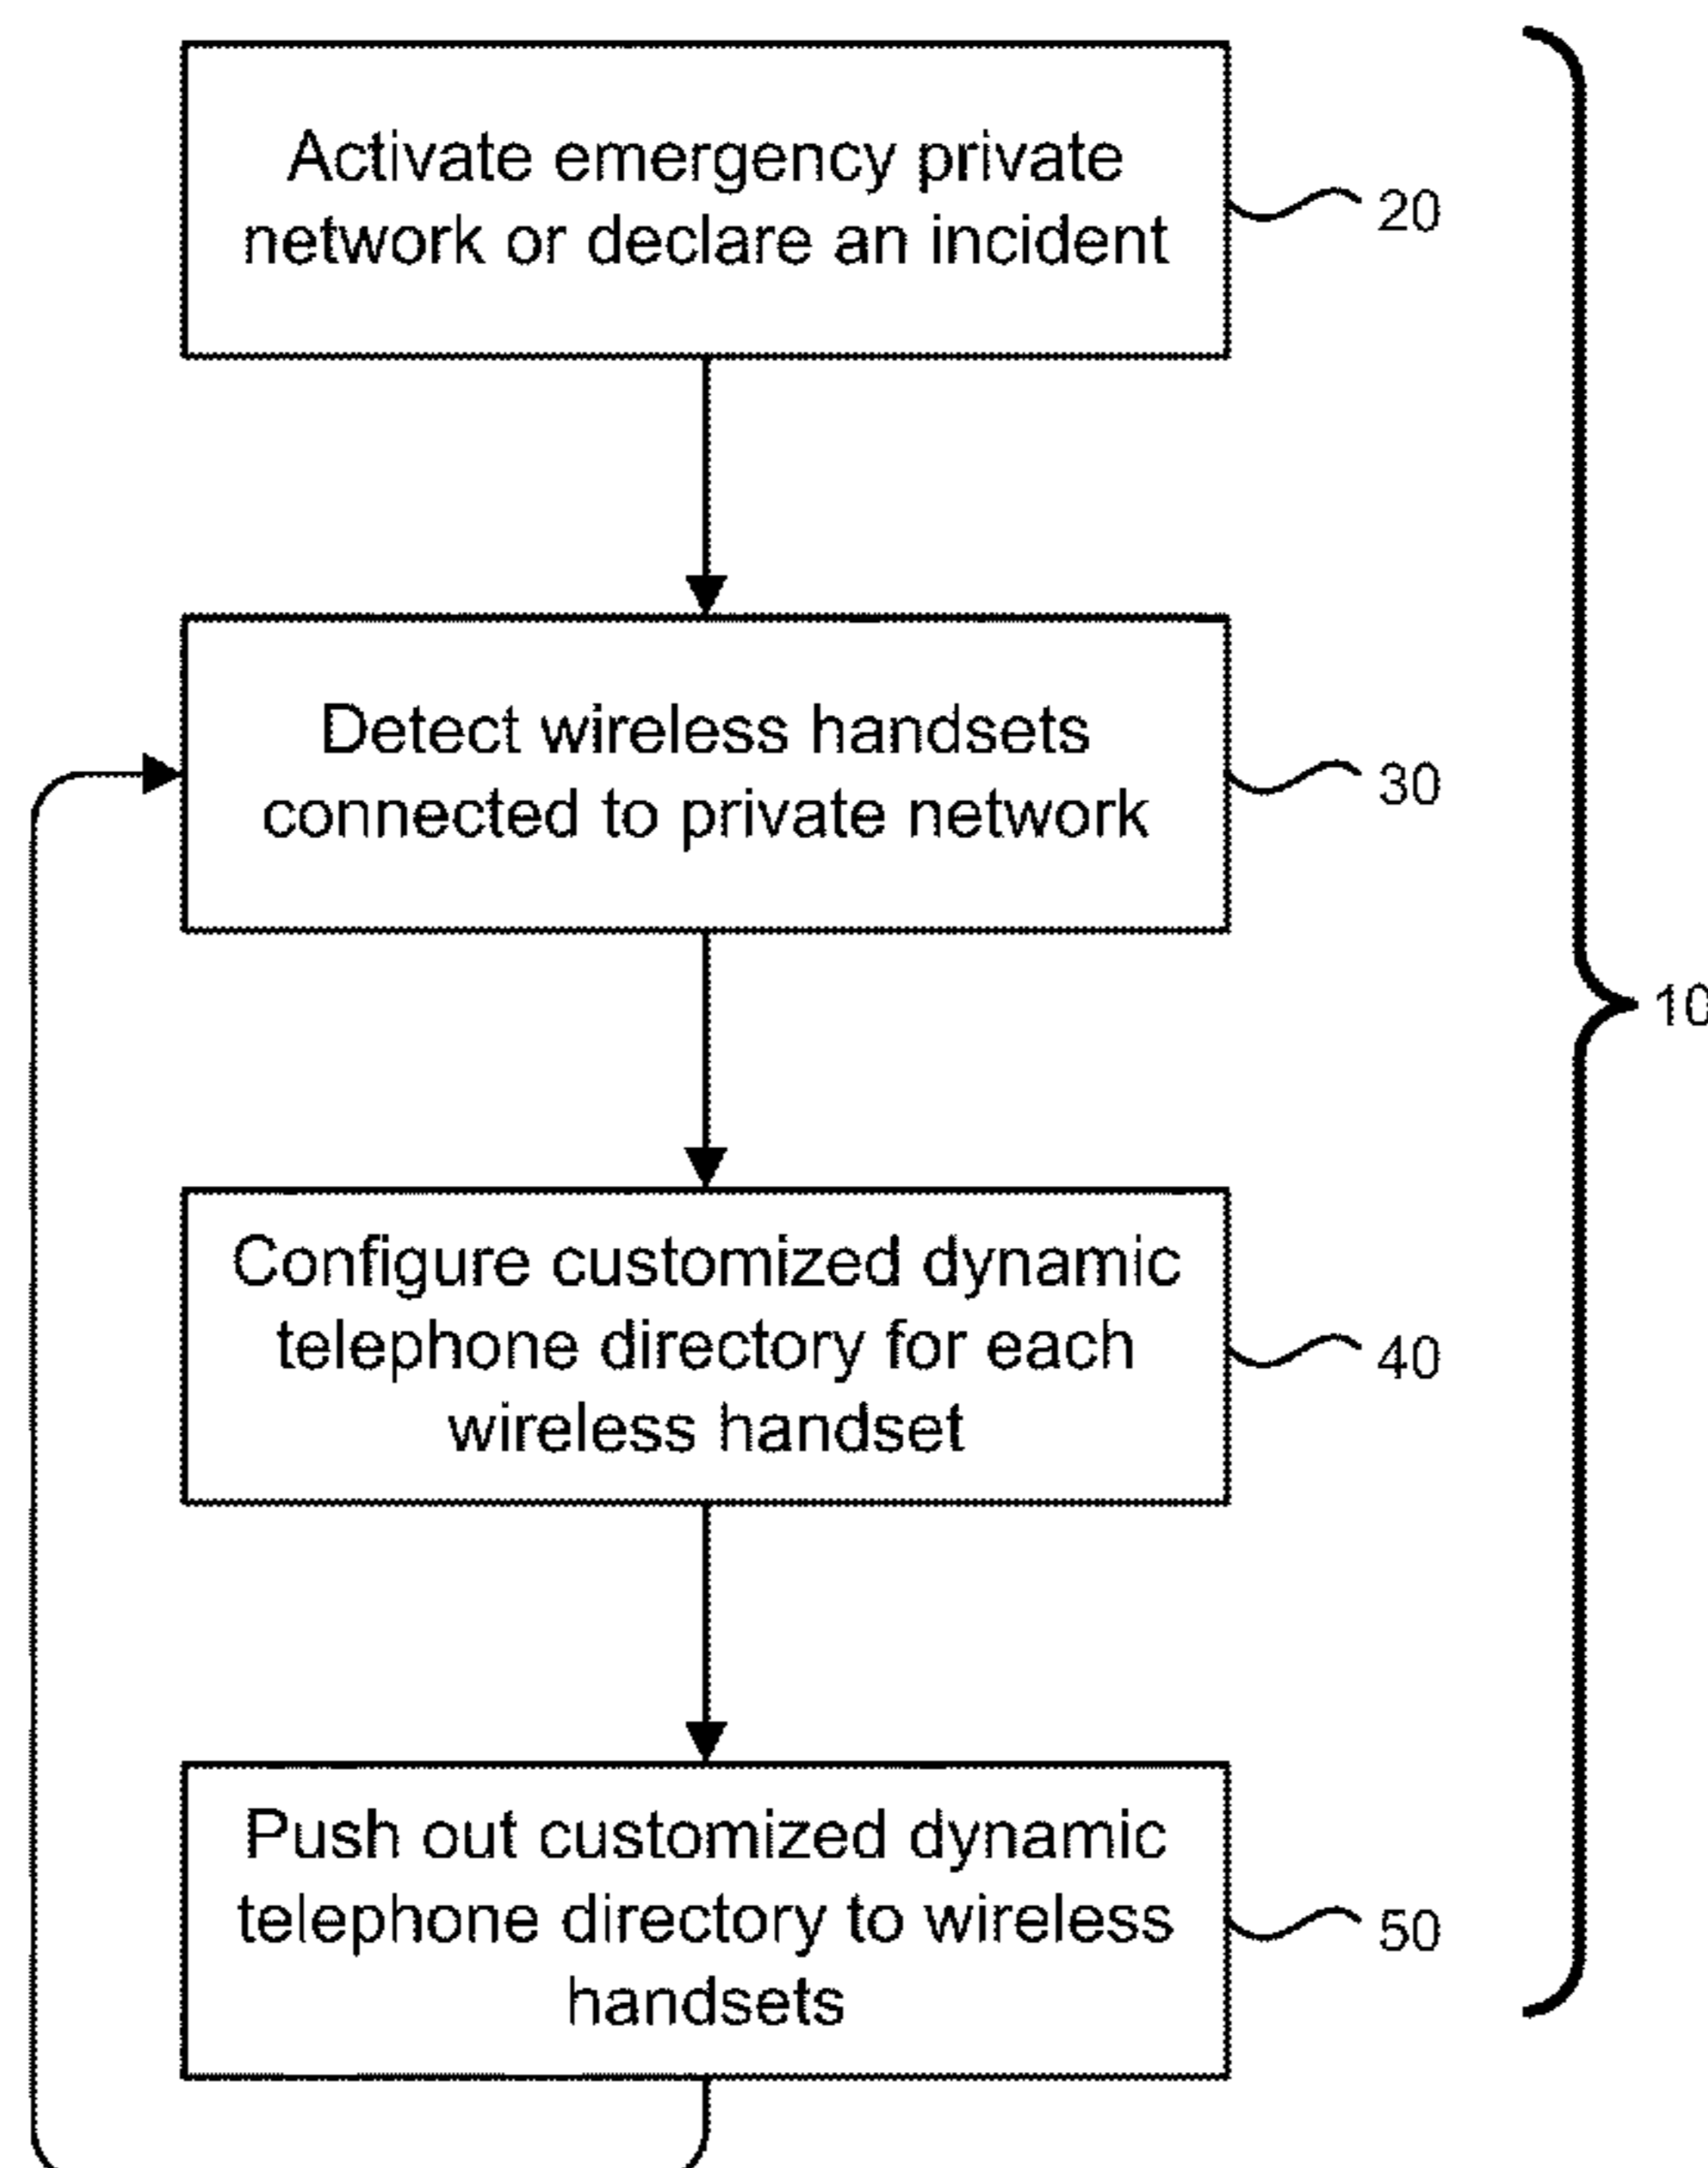 Activate emergency private
network or declare an incident
20
Detect wireless handsets
connected to private network
30
10
Configure customized dynamic
telephone directory for each
wireless handset
40
Push out customized dynamic
telephone directory to wireless
handsets
50